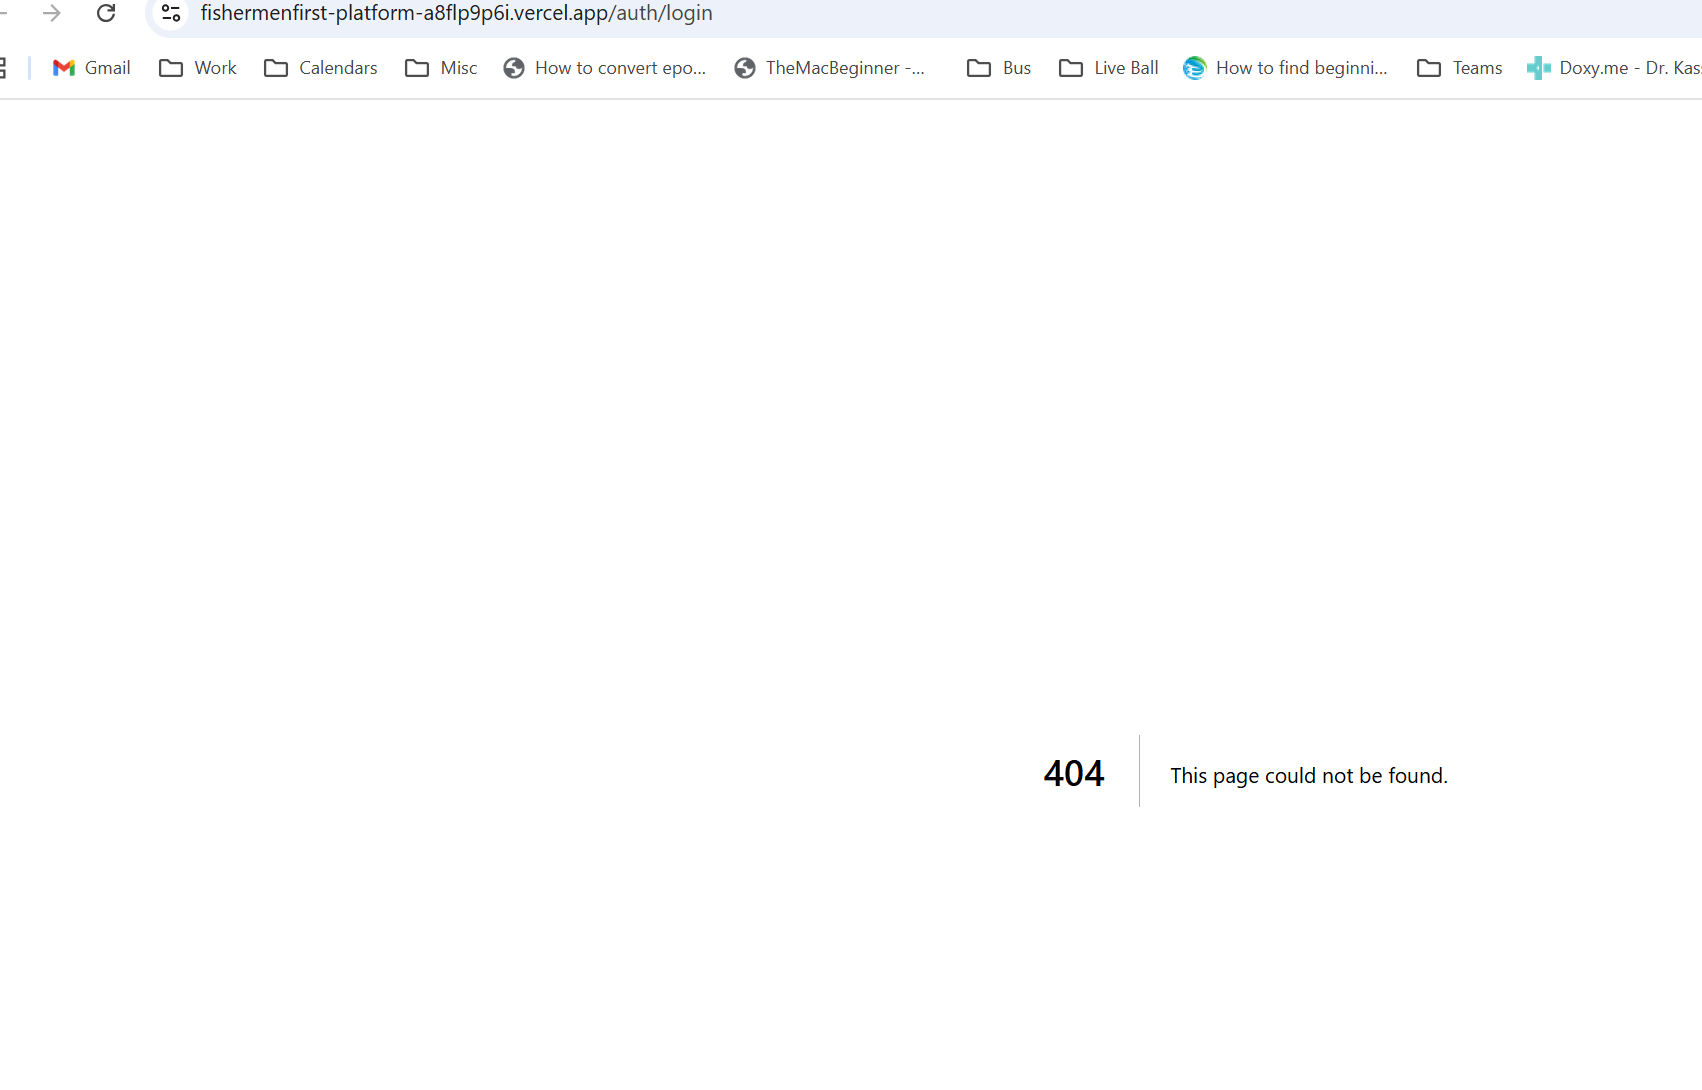 fishermenfirst-platform-a8flp9p6i.vercel.app/auth/login
Gmail Work Calendars Misc How to convert epo... TheMacBeginner -... Bus Live Ball How to find beginni... Teams Doxy.me - Dr. Kas
404 This page could not be found.